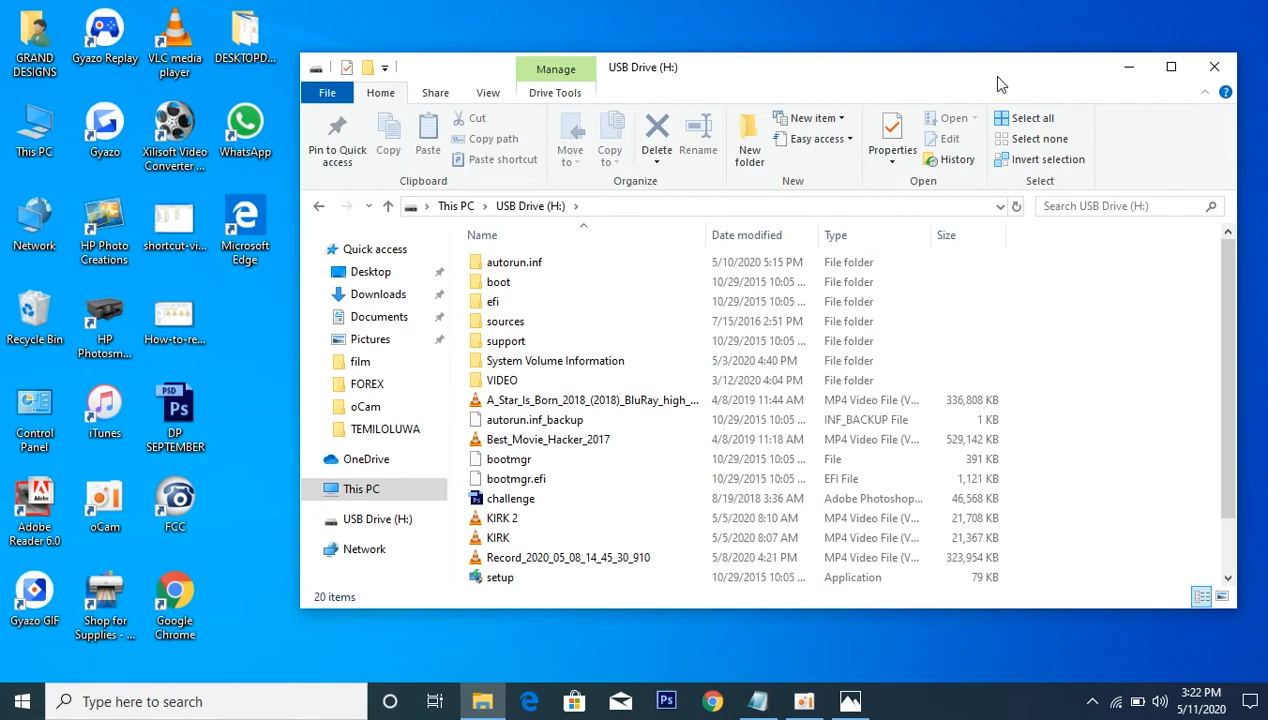 GRAND DESIGNS
Gyazo Replay
VLC media player
DESKTOPD...
This PC
Gyazo
Xilisoft Video Converter ...
WhatsApp
Network
HP Photo Creations
shortcut-vi...
Microsoft Edge
Recycle Bin
HP Photosm...
How-to-re...
Control Panel
iTunes
PSD
Ps
DP SEPTEMBER
Adobe Reader 6.0
oCam
FCC
Gyazo GIF
Shop for Supplies - ...
Google Chrome
Manage
USB Drive (H:)
File
Home
Share
View
Drive Tools
Pin to Quick access
Copy
Paste
Cut
Copy path
Paste shortcut
Clipboard
Move to
Copy to
Delete
Rename
Organize
New folder
New item
Easy access
New
Properties
Open
Edit
History
Open
Select all
Select none
Invert selection
Select
This PC > USB Drive (H:) >
Search USB Drive (H:)
Quick access
Desktop
Downloads
Documents
Pictures
film
FOREX
oCam
TEMILOLUWA
OneDrive
This PC
USB Drive (H:)
Network
Name Date modified Type Size
autorun.inf 5/10/2020 5:15 PM File folder
boot 10/29/2015 10:05 ... File folder
efi 10/29/2015 10:05 ... File folder
sources 7/15/2016 2:51 PM File folder
support 10/29/2015 10:05 ... File folder
System Volume Information 5/3/2020 4:40 PM File folder
VIDEO 3/12/2020 4:04 PM File folder
A_Star_Is_Born_2018_(2018)_BluRay_high_... 4/8/2019 11:44 AM MP4 Video File (V... 336,808 KB
autorun.inf_backup 10/29/2015 10:05 ... INF_BACKUP File 1 KB
Best_Movie_Hacker_2017 4/8/2019 11:18 AM MP4 Video File (V... 529,142 KB
bootmgr 10/29/2015 10:05 ... File 391 KB
bootmgr.efi 10/29/2015 10:05 ... EFI File 1,121 KB
challenge 8/19/2018 3:36 AM Adobe Photoshop... 46,568 KB
KIRK 2 5/5/2020 8:10 AM MP4 Video File (V... 21,708 KB
KIRK 5/5/2020 8:07 AM MP4 Video File (V... 21,367 KB
Record_2020_05_08_14_45_30_910 5/8/2020 4:21 PM MP4 Video File (V... 323,954 KB
setup 10/29/2015 10:05 ... Application 79 KB
20 items
Type here to search
Ps
3:22 PM
5/11/2020